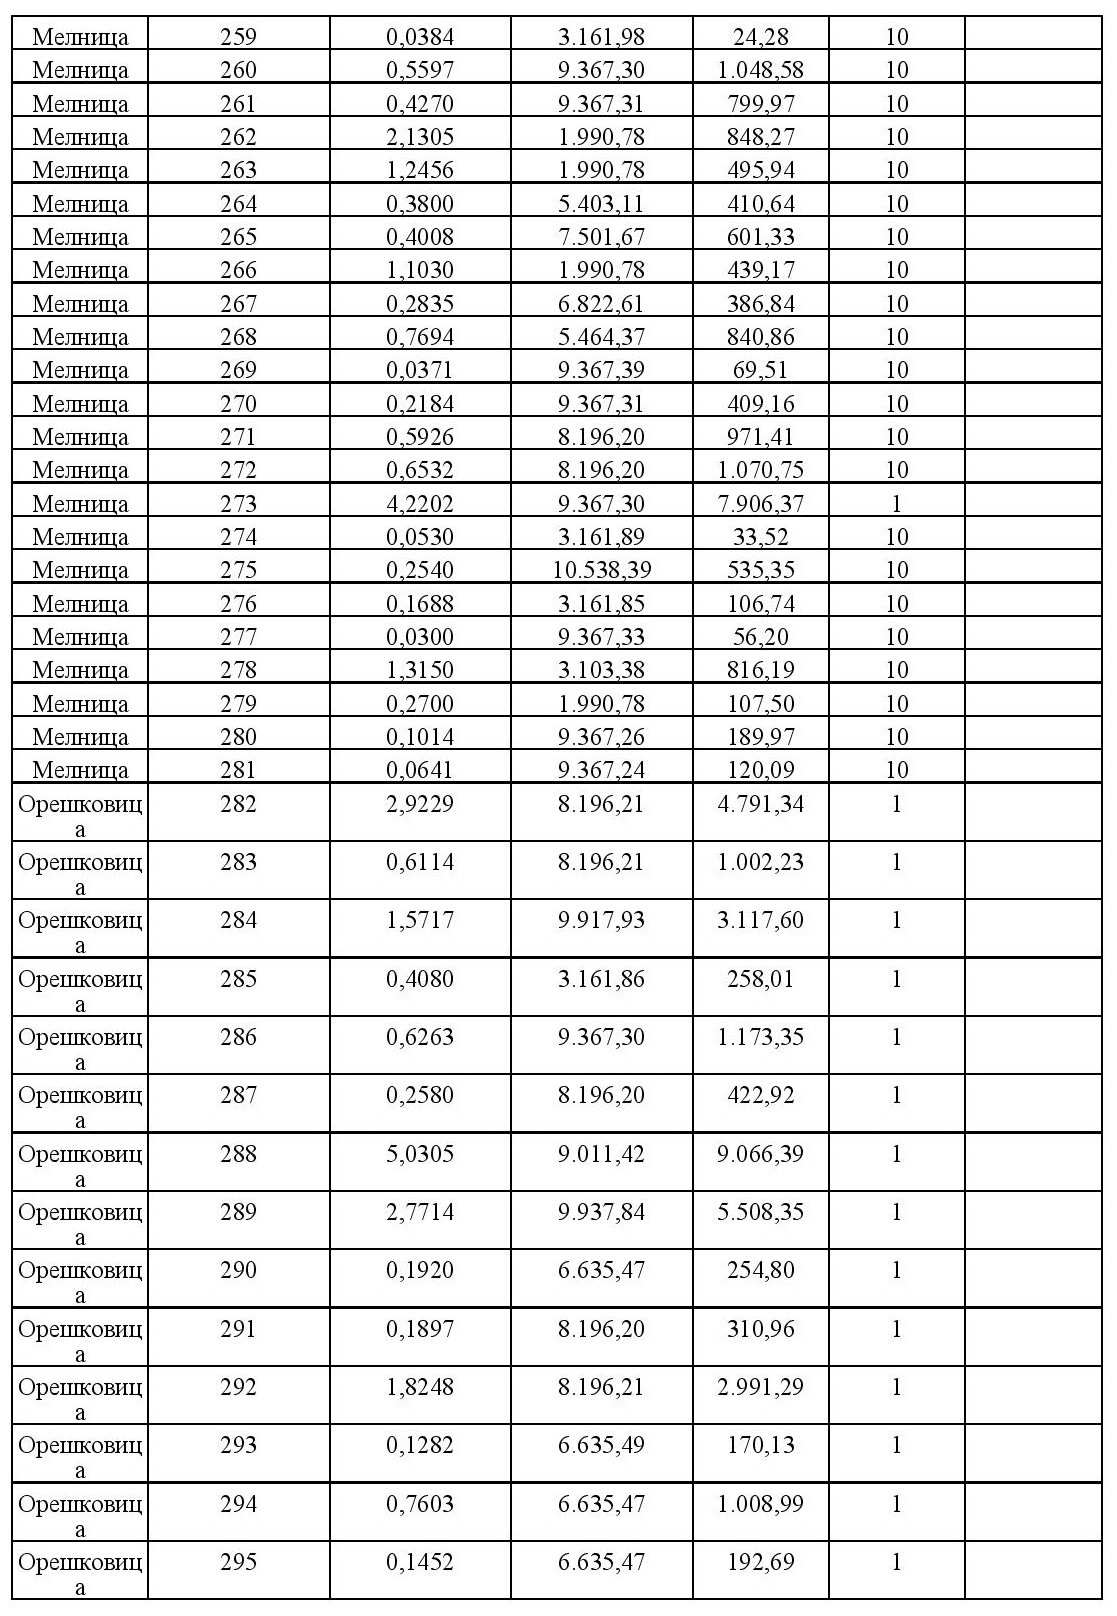 Мелница 259 0,0384 3.161,98 24,28 10
Мелница 260 0,5597 9.367,30 1.048,58 10
Мелница 261 0,4270 9.367,31 799,97 10
Мелница 262 2,1305 1.990,78 848,27 10
Мелница 263 1,2456 1.990,78 495,94 10
Мелница 264 0,3800 5.403,11 410,64 10
Мелница 265 0,4008 7.501,67 601,33 10
Мелница 266 1,1030 1.990,78 439,17 10
Мелница 267 0,2835 6.822,61 386,84 10
Мелница 268 0,7694 5.464,37 840,86 10
Мелница 269 0,0371 9.367,39 69,51 10
Мелница 270 0,2184 9.367,31 409,16 10
Мелница 271 0,5926 8.196,20 971,41 10
Мелница 272 0,6532 8.196,20 1.070,75 10
Мелница 273 4,2202 9.367,30 7.906,37 1
Мелница 274 0,0530 3.161,89 33,52 10
Мелница 275 0,2540 10.538,39 535,35 10
Мелница 276 0,1688 3.161,85 106,74 10
Мелница 277 0,0300 9.367,33 56,20 10
Мелница 278 1,3150 3.103,38 816,19 10
Мелница 279 0,2700 1.990,78 107,50 10
Мелница 280 0,1014 9.367,26 189,97 10
Мелница 281 0,0641 9.367,24 120,09 10
Орешковиц 282 2,9229 8.196,21 4.791,34 1
а
Орешковиц 283 0,6114 8.196,21 1.002,23 1
а
Орешковиц 284 1,5717 9.917,93 3.117,60 1
а
Орешковиц 285 0,4080 3.161,86 258,01 1
а
Орешковиц 286 0,6263 9.367,30 1.173,35 1
а
Орешковиц 287 0,2580 8.196,20 422,92 1
а
Орешковиц 288 5,0305 9.011,42 9.066,39 1
а
Орешковиц 289 2,7714 9.937,84 5.508,35 1
а
Орешковиц 290 0,1920 6.635,47 254,80 1
а
Орешковиц 291 0,1897 8.196,20 310,96 1
а
Орешковиц 292 1,8248 8.196,21 2.991,29 1
а
Орешковиц 293 0,1282 6.635,49 170,13 1
а
Орешковиц 294 0,7603 6.635,47 1.008,99 1
а
Орешковиц 295 0,1452 6.635,47 192,69 1
а